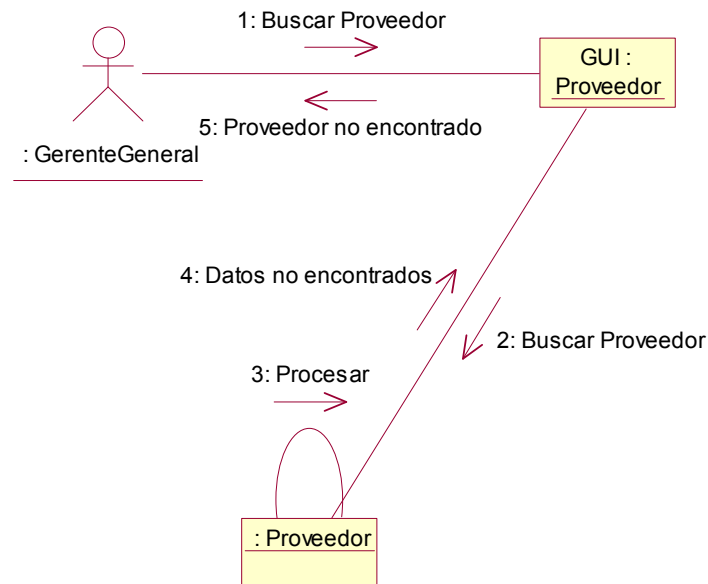 1: Buscar Proveedor
GUI :
Proveedor
5: Proveedor no encontrado
: GerenteGeneral
4: Datos no encontrados
2: Buscar Proveedor
3: Procesar
: Proveedor